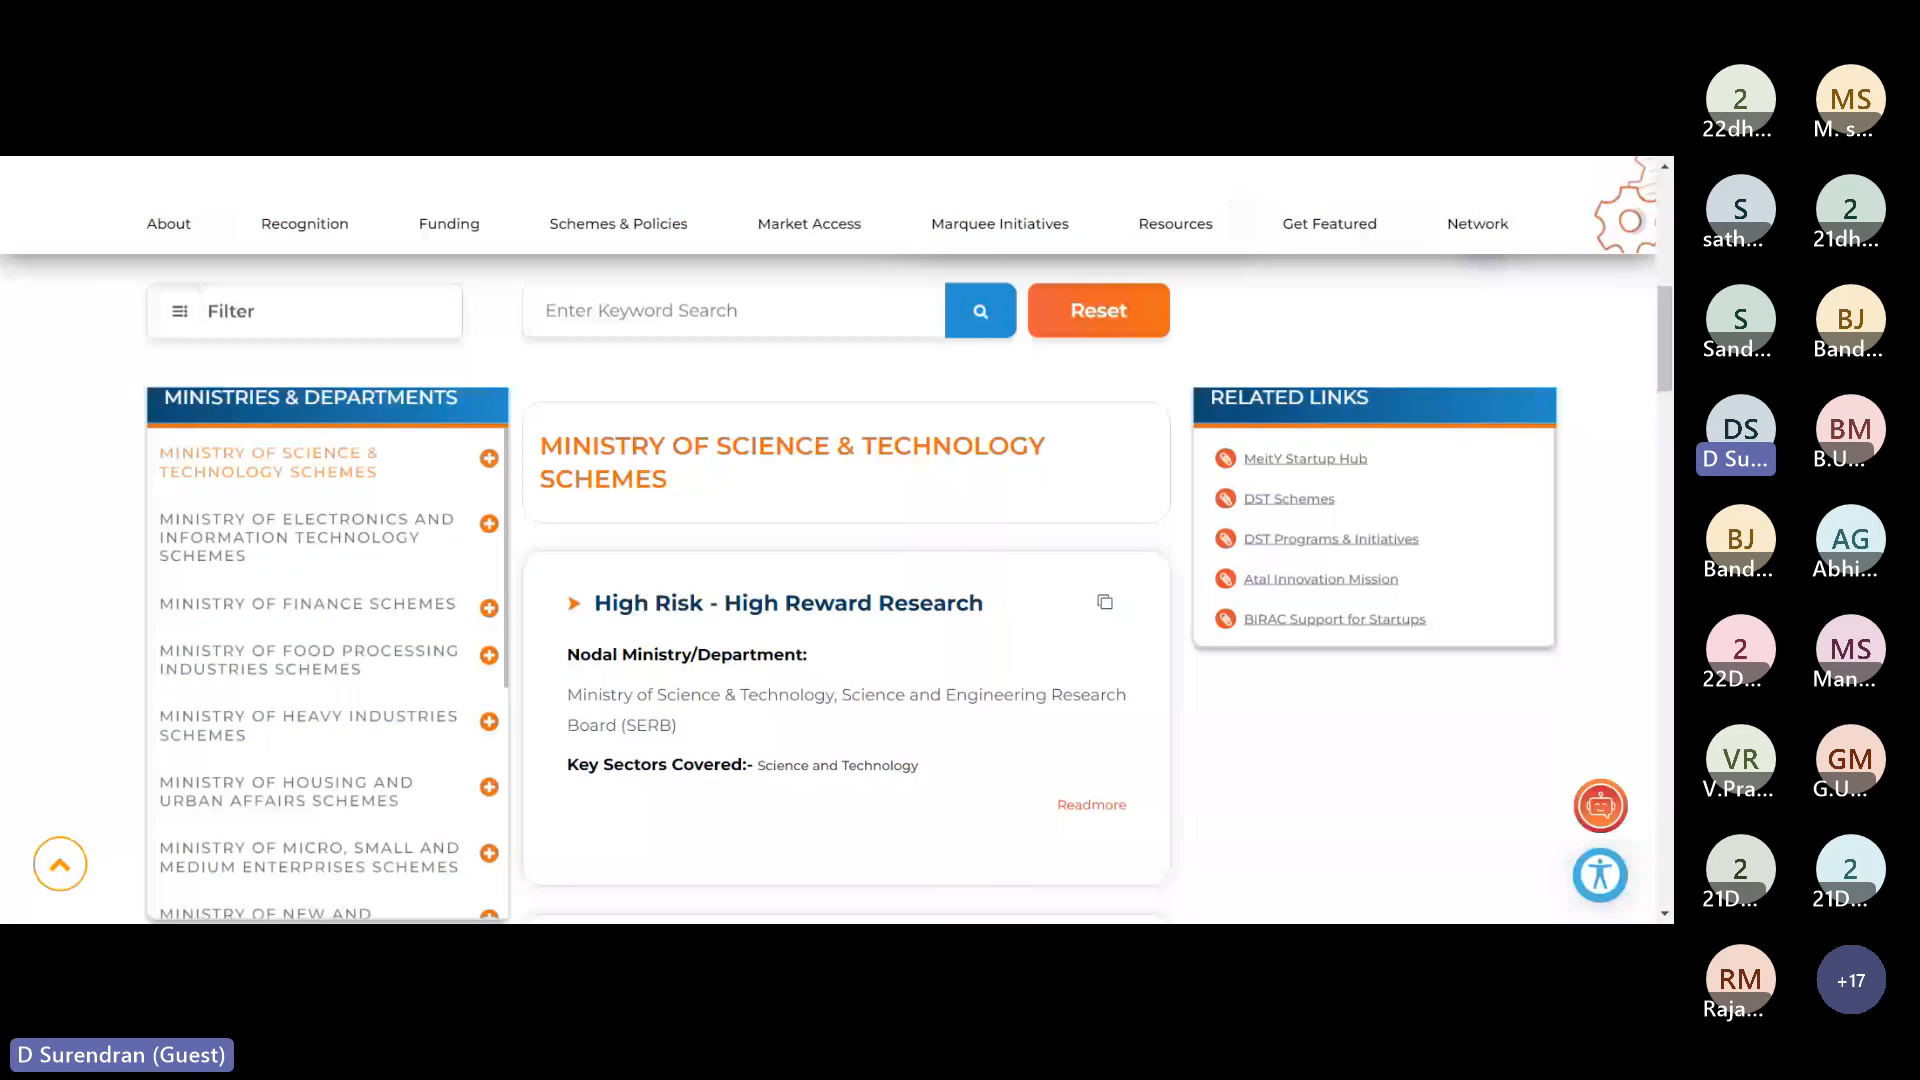 About
Recognition
Funding
Schemes & Policies
Market Access
Marquee Initiatives
Resources
Get Featured
Network
Filter
Enter Keyword Search
Reset
MINISTRIES & DEPARTMENTS
MINISTRY OF SCIENCE &
TECHNOLOGY SCHEMES
MINISTRY OF ELECTRONICS AND
INFORMATION TECHNOLOGY
SCHEMES
MINISTRY OF FINANCE SCHEMES
MINISTRY OF FOOD PROCESSING
INDUSTRIES SCHEMES
MINISTRY OF HEAVY INDUSTRIES
SCHEMES
MINISTRY OF HOUSING AND
URBAN AFFAIRS SCHEMES
MINISTRY OF MICRO, SMALL AND
MEDIUM ENTERPRISES SCHEMES
MINISTRY OF NEW AND
MINISTRY OF SCIENCE & TECHNOLOGY
SCHEMES
High Risk - High Reward Research
Nodal Ministry/Department:
Ministry of Science & Technology, Science and Engineering Research
Board (SERB)
Key Sectors Covered:- Science and Technology
Readmore
RELATED LINKS
MeitY Startup Hub
DST Schemes
DST Programs & Initiatives
Atal Innovation Mission
BIRAC Support for Startups
2
22dh...
MS
M. s...
S
sath...
2
21dh...
S
Sand...
BJ
Band...
DS
D Su...
BM
B.U...
BJ
Band...
AG
Abhi...
2
22D...
MS
Man...
VR
V.Pra...
GM
G.U...
2
21D...
2
21D...
RM
Raja...
+17
D Surendran (Guest)